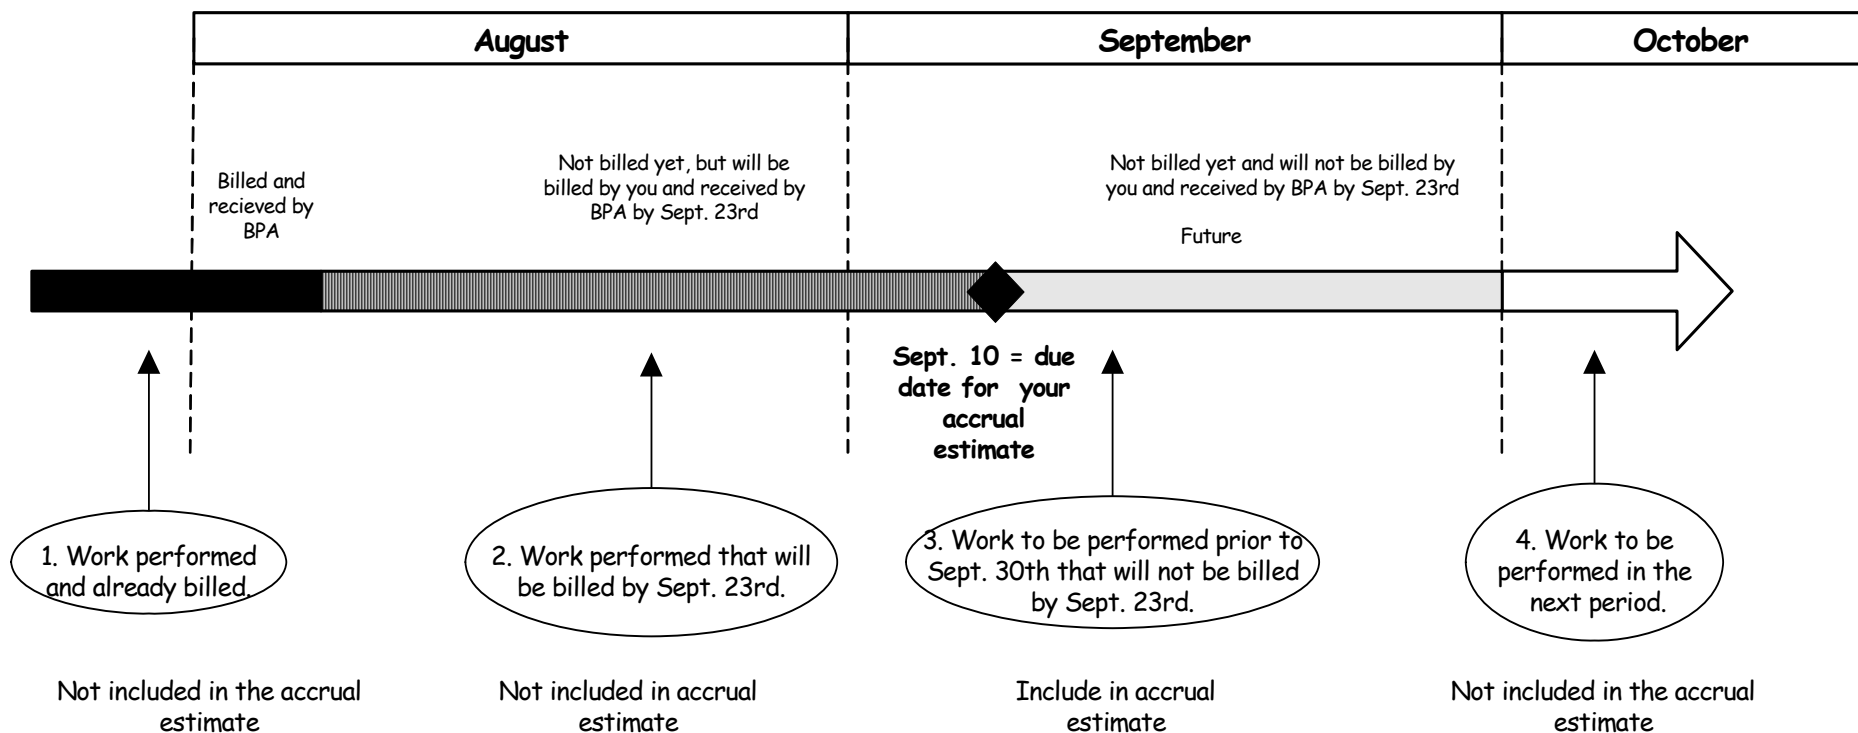 August
September
October
Billed and
recieved by
BPA
Not billed yet, but will be
billed by you and received by
BPA by Sept. 23rd
Not billed yet and will not be billed by
you and received by BPA by Sept. 23rd
Future
Sept. 10 = due
date for your
accrual
estimate
1. Work performed
and already billed.
2. Work performed that will
be billed by Sept. 23rd.
3. Work to be performed prior to
Sept. 30th that will not be billed
by Sept. 23rd.
4. Work to be
performed in the
next period.
Not included in the accrual
estimate
Not included in accrual
estimate
Include in accrual
estimate
Not included in the accrual
estimate